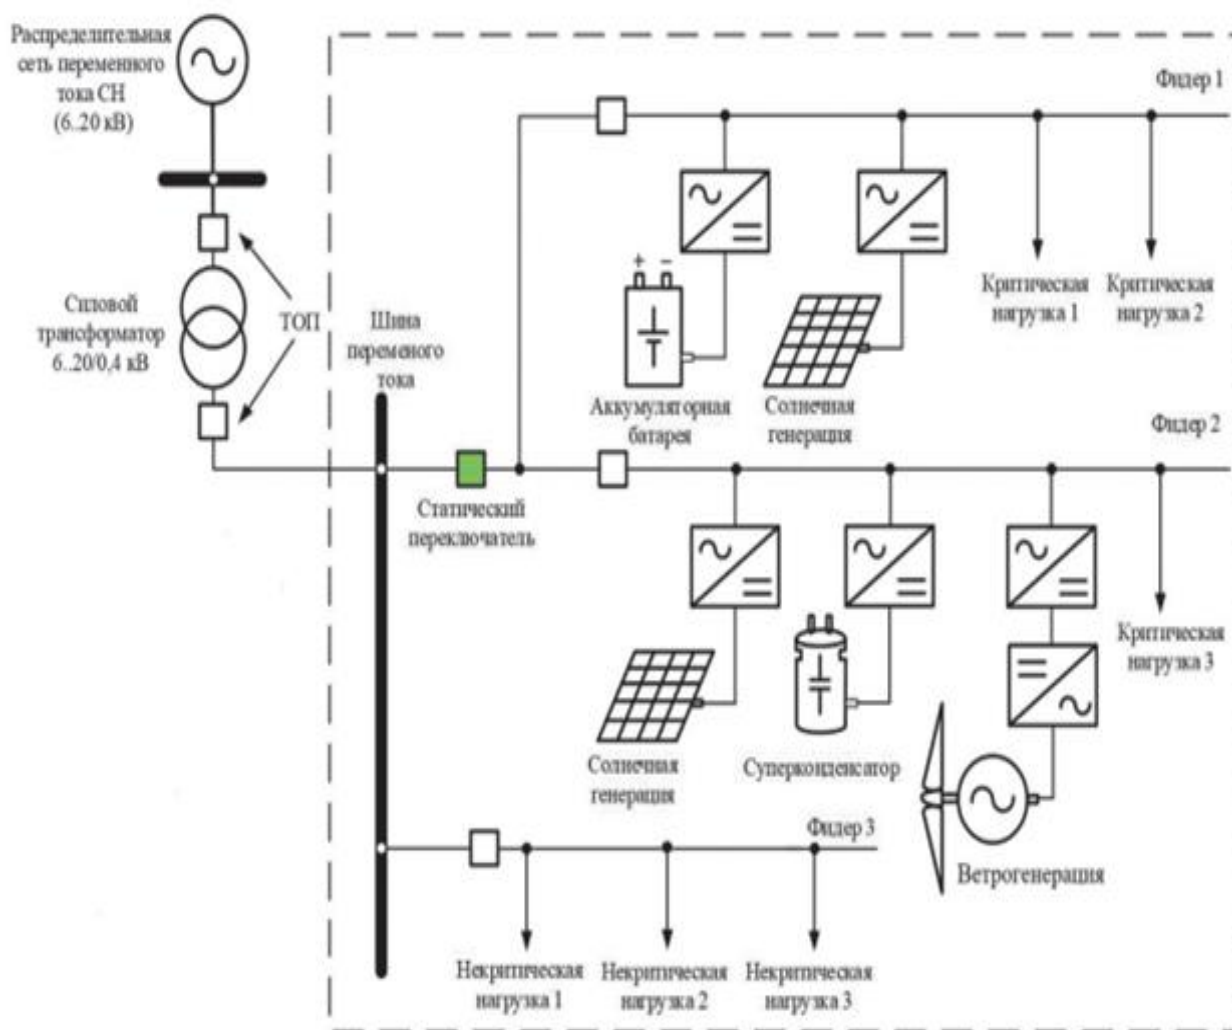 Распределительная
сеть переменного
тока СН
(6..20 кВ)
Силовой
трансформатор
6..20/0,4 кВ
ТОП
Шина
переменого
тока
Фидер 1
+ −
Аккумуляторная
батарея
Солнечная
генерация
Критическая
нагрузка 1
Критическая
нагрузка 2
Фидер 2
Статический
переключатель
Солнечная
генерация
Суперконденсатор
Критическая
нагрузка 3
Ветрогенерация
Фидер 3
Некритическая
нагрузка 1
Некритическая
нагрузка 2
Некритическая
нагрузка 3